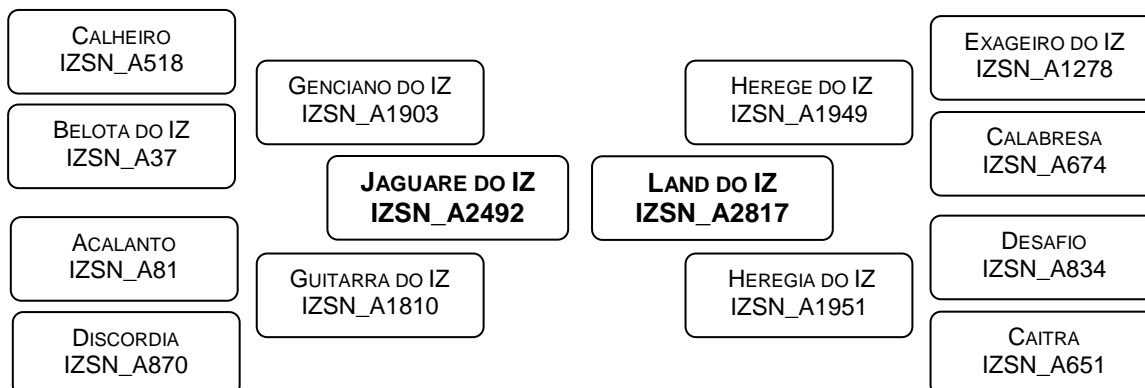 CALHEIRO
IZSN_A518
BELOTA DO IZ
IZSN_A37
ACALANTO
IZSN_A81
DISCORDIA
IZSN_A870
GENCIANO DO IZ
IZSN_A1903
GUITARRA DO IZ
IZSN_A1810
JAGUARE DO IZ
IZSN_A2492
LAND DO IZ
IZSN_A2817
HEREGE DO IZ
IZSN_A1949
HEREGIA DO IZ
IZSN_A1951
EXAGEIRO DO IZ
IZSN_A1278
CALABRESA
IZSN_A674
DESAFIO
IZSN_A834
CAITRA
IZSN_A651